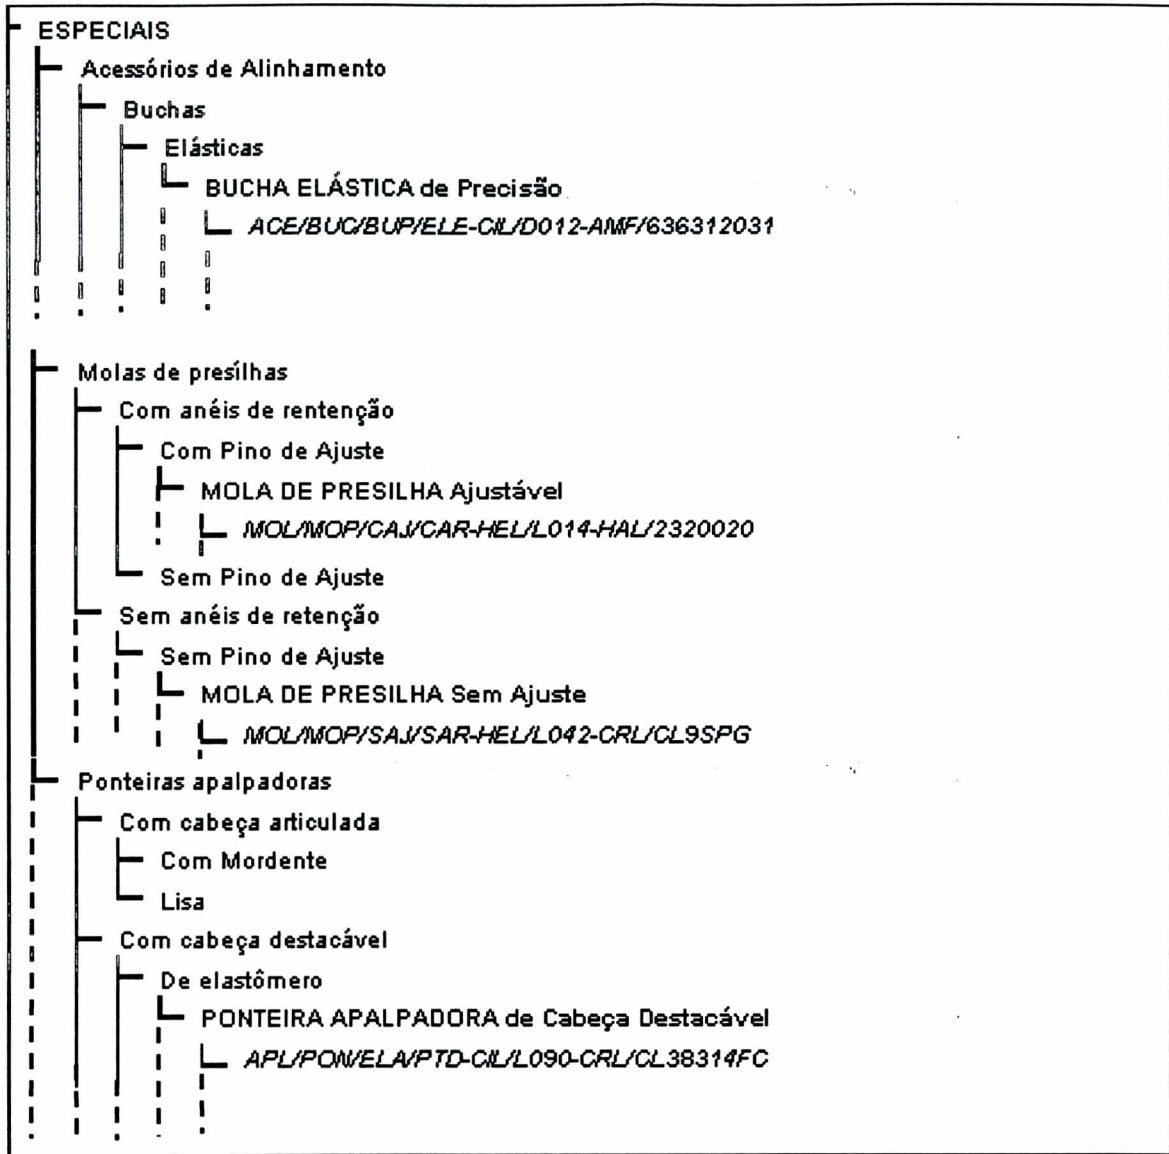 ESPECIAIS
Acessórios de Alinhamento
Buchas
Elásticas
BUCHA ELÁSTICA de Precisão
ACE/BUC/BUP/ELE-CIL/D012-AMF/636312031
Molas de presílhas
Com anéis de rentenção
Com Pino de Ajuste
MOLA DE PRESILHA Ajustável
MOL/MOP/CAJ/CAR-HEL/L014-HAL/2320020
Sem Pino de Ajuste
Sem anéis de retenção
Sem Pino de Ajuste
MOLA DE PRESILHA Sem Ajuste
MOL/MOP/SAJ/SAR-HEL/L042-CRL/CL9SPG
Ponteiras apalpadoras
Com cabeça articulada
Com Mordente
Lisa
Com cabeça destacável
De elastômero
PONTEIRA APALPADORA de Cabeça Destacável
APL/PON/ELA/PTD-CIL/L090-CRL/CL38314FC